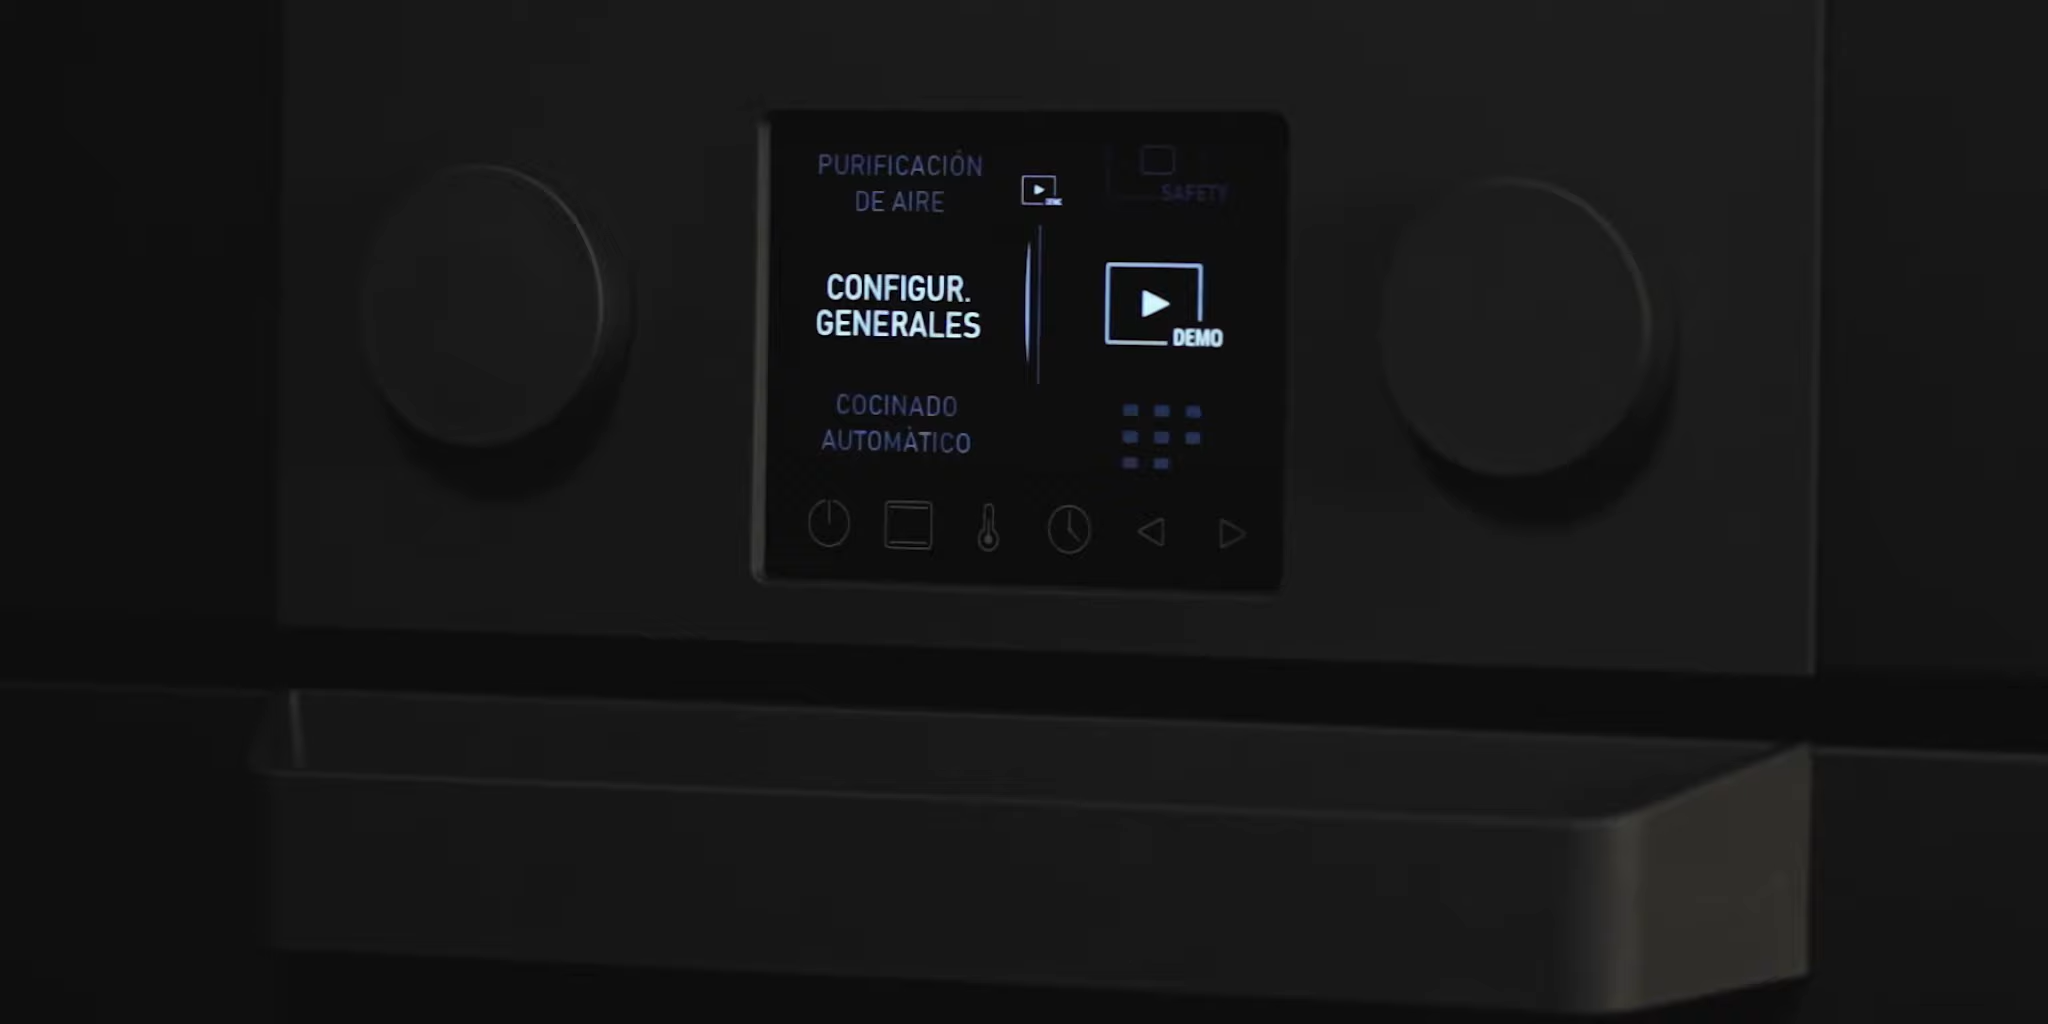 PURIFICACIÓN
DE AIRE
CONFIGUR.
GENERALES
COCINADO
AUTOMÁTICO
SAFETY
DEMO